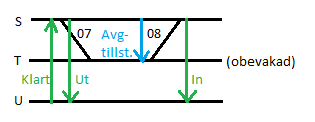 S
07 Avg- 08
tillst.
T (obevakad)
Klart Ut In
U